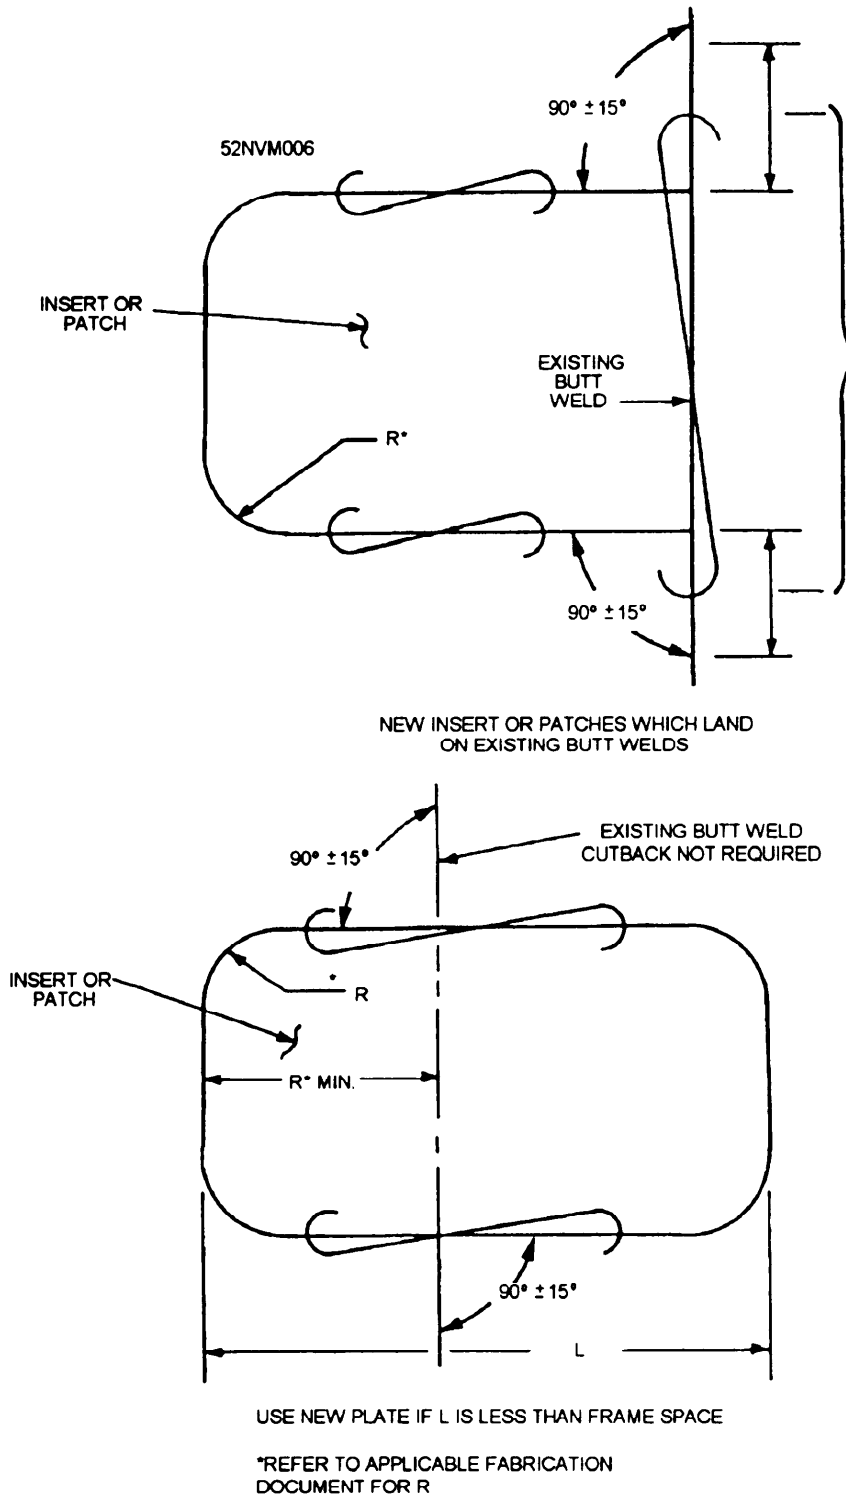 90° ±15°
52NVM006
INSERT OR
PATCH
EXISTING
BUTT
WELD
R*
90° ±15°
NEW INSERT OR PATCHES WHICH LAND
ON EXISTING BUTT WELDS
EXISTING BUTT WELD
CUTBACK NOT REQUIRED
90° ±15°
INSERT OR
PATCH
* R
R* MIN.
90° ±15°
L
USE NEW PLATE IF L IS LESS THAN FRAME SPACE
*REFER TO APPLICABLE FABRICATION
DOCUMENT FOR R